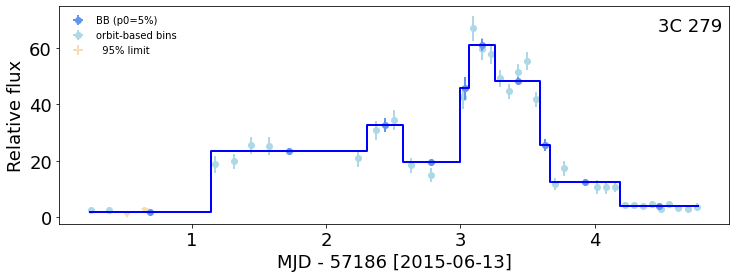 BB (p0=5%)
orbit-based bins
95% limit
3C 279
Relative flux
60
40
20
0
1
2
3
4
MJD - 57186 [2015-06-13]